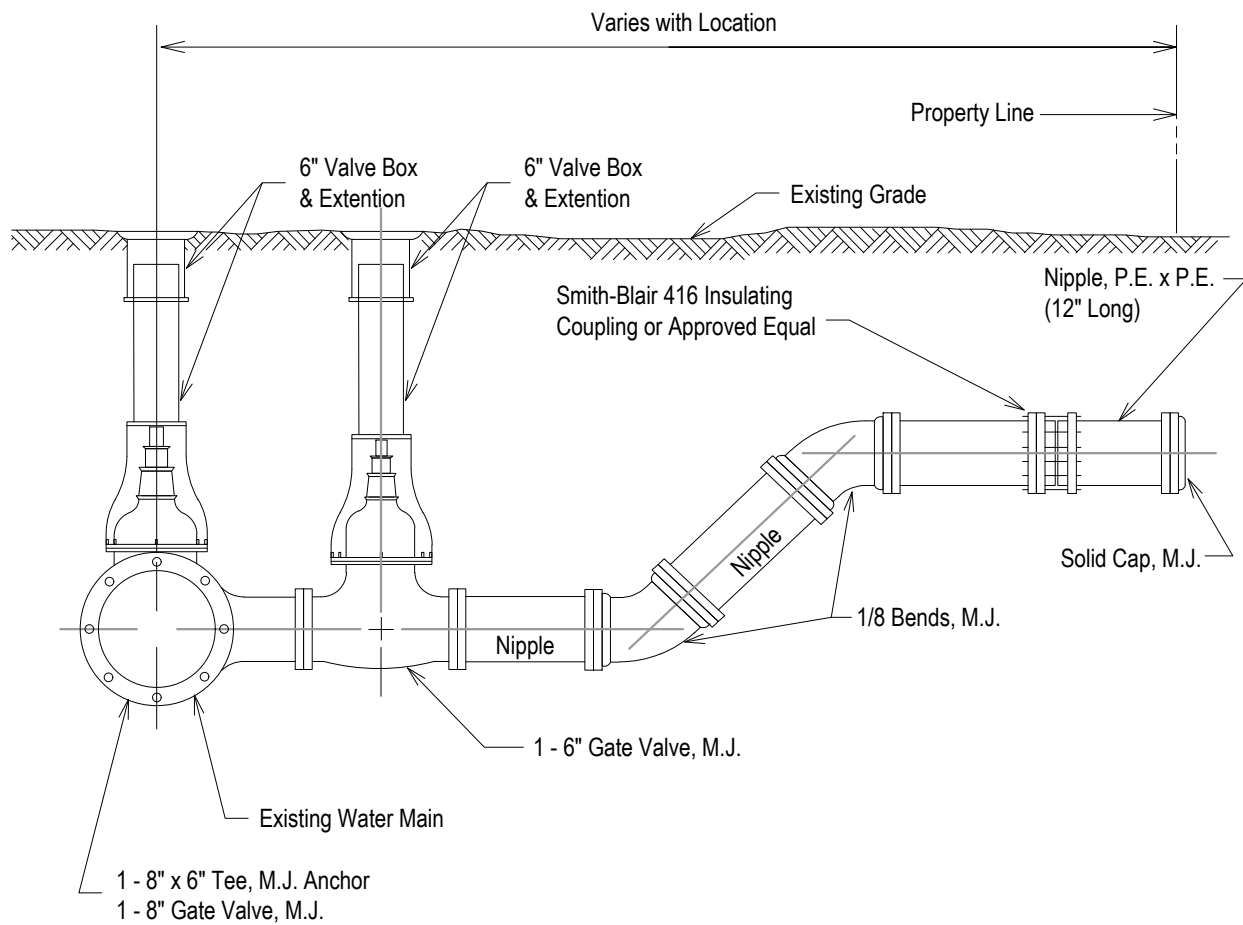 Varies with Location
Property Line
6" Valve Box
& Extention
6" Valve Box
& Extention
Existing Grade
Smith-Blair 416 Insulating
Coupling or Approved Equal
Nipple, P.E. x P.E.
(12" Long)
Nipple
Solid Cap, M.J.
1/8 Bends, M.J.
Nipple
1 - 6" Gate Valve, M.J.
Existing Water Main
1 - 8" x 6" Tee, M.J. Anchor
1 - 8" Gate Valve, M.J.